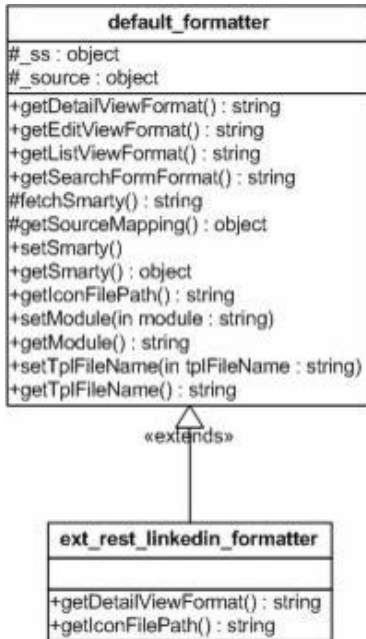 default_formatter
#_ss : object
#_source : object
+getDetailViewFormat() : string
+getEditViewFormat() : string
+getListViewFormat() : string
+getSearchFormFormat() : string
#fetchSmarty() : string
#getSourceMapping() : object
+setSmarty()
+getSmarty() : object
+getIconFilePath() : string
+setModule(in module : string)
+getModule() : string
+setTplFileName(in tplFileName : string)
+getTplFileName() : string
«extends»
ext_rest_linkedin_formatter
+getDetailViewFormat() : string
+getIconFilePath() : string